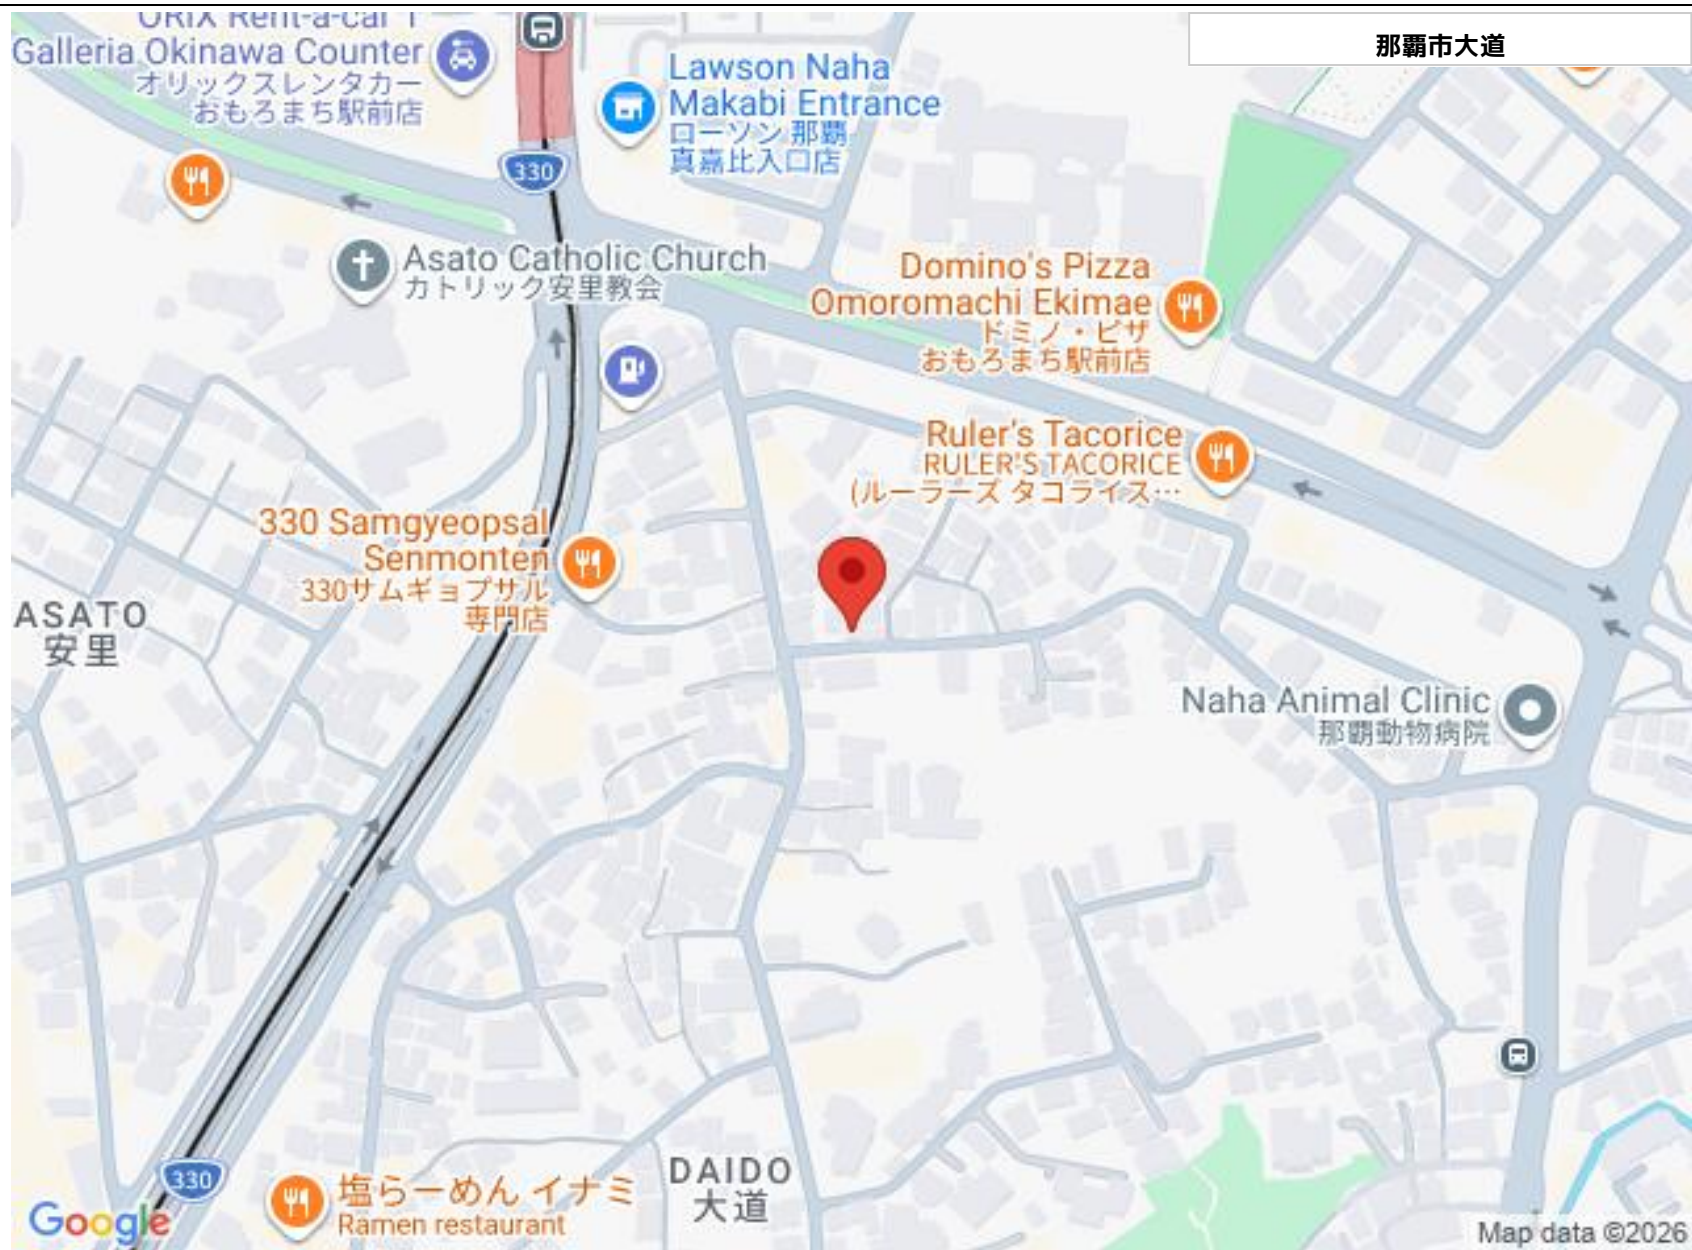 那覇市大道
ORIX Rent-a-car T
Galleria Okinawa Counter
オリックスレンタカー
おもろまち駅前店
Lawson Naha
Makabi Entrance
ローソン 那覇
真嘉比入口店
330
Asato Catholic Church
カトリック安里教会
Domino's Pizza
Omoromachi Ekimae
ドミノ・ピザ
おもろまち駅前店
Ruler's Tacorice
RULER'S TACORICE
(ルーラーズ タコライス…
330 Samgyeopsal
Senmonten
330サムギョプサル
専門店
ASATO
安里
Naha Animal Clinic
那覇動物病院
DAIDO
大道
330
塩らーめん イナミ
Ramen restaurant
Google
Map data ©2026